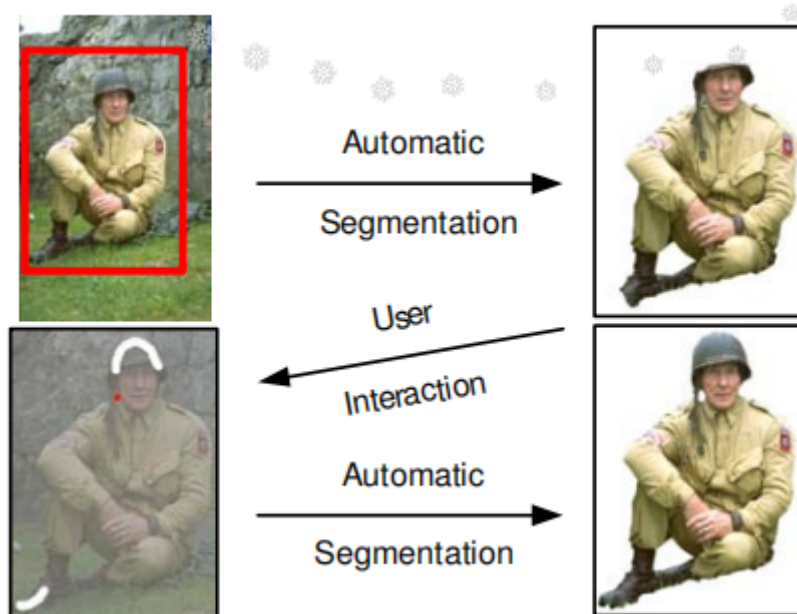 Automatic
Segmentation
User
Interaction
Automatic
Segmentation